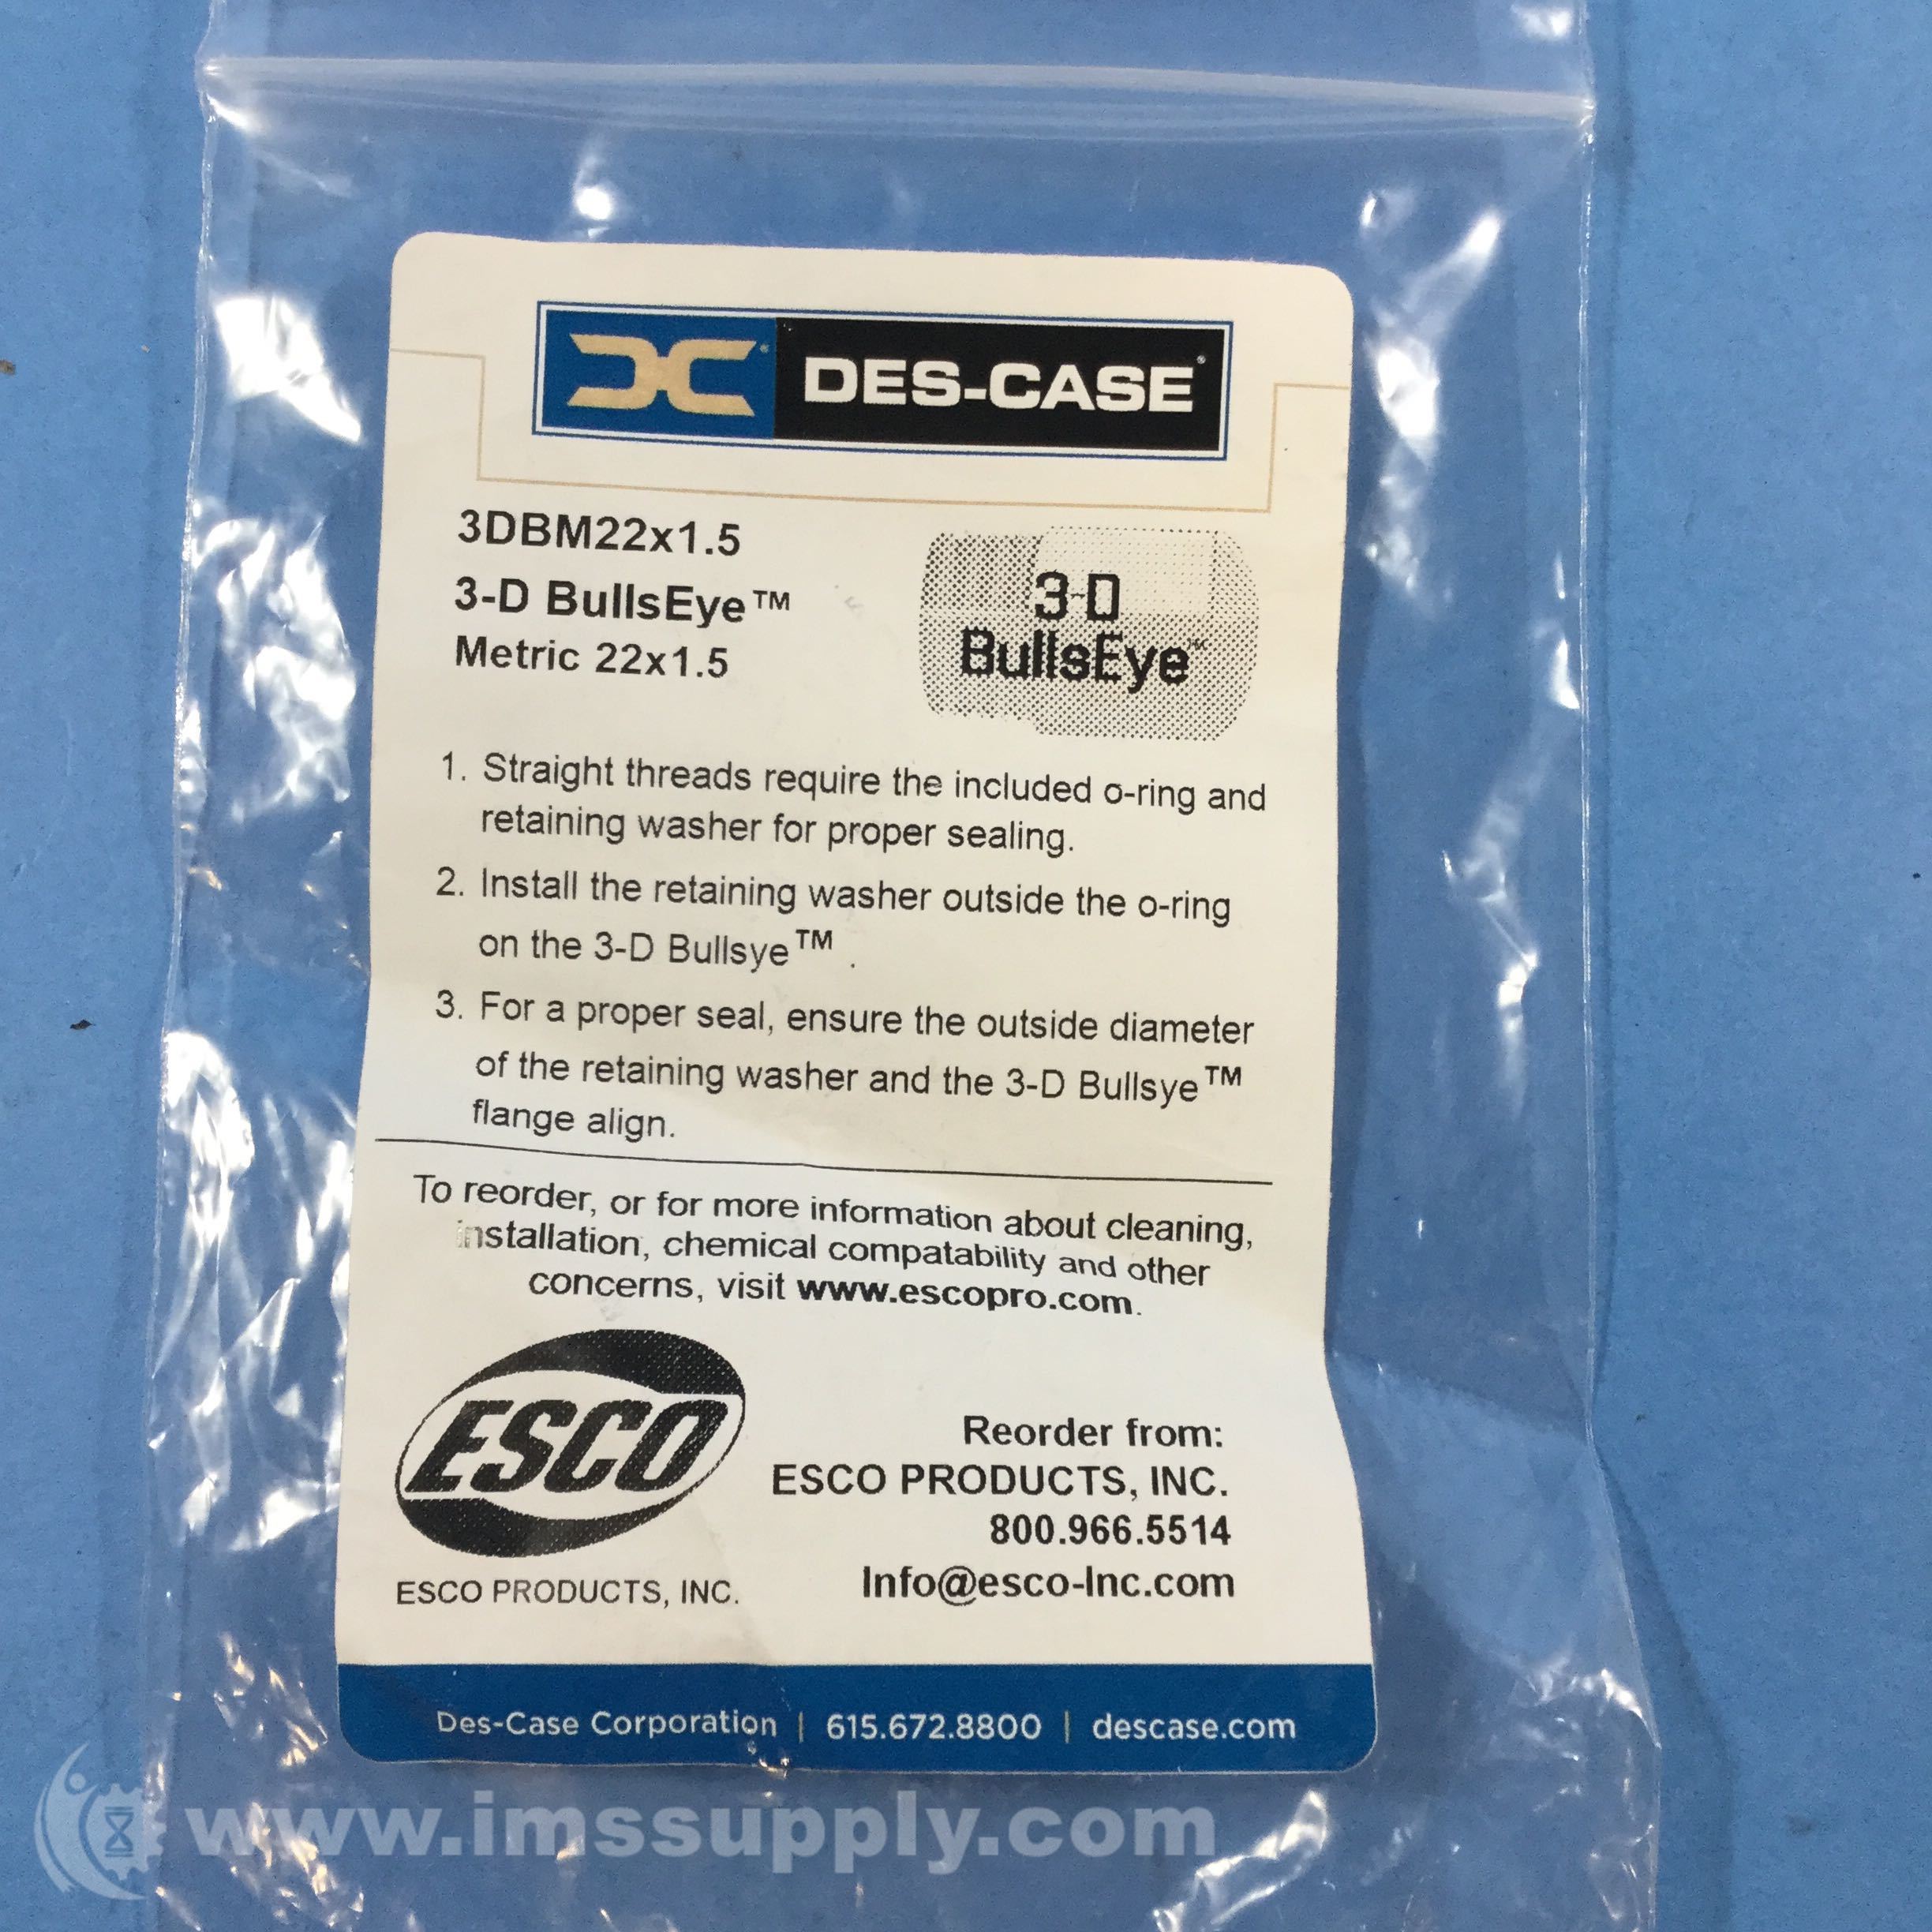 DES-CASE®
3DBM22x1.5
3-D BullsEye™
Metric 22x1.5
3-D
BullsEye™
1. Straight threads require the included o-ring and
retaining washer for proper sealing.
2. Install the retaining washer outside the o-ring
on the 3-D Bullsye™ .
3. For a proper seal, ensure the outside diameter
of the retaining washer and the 3-D Bullsye™
flange align.
To reorder, or for more information about cleaning,
installation, chemical compatability and other
concerns, visit www.escopro.com.
ESCO
ESCO PRODUCTS, INC.
Reorder from:
ESCO PRODUCTS, INC.
800.966.5514
Info@esco-Inc.com
Des-Case Corporation | 615.672.8800 | descase.com
www.imssupply.com